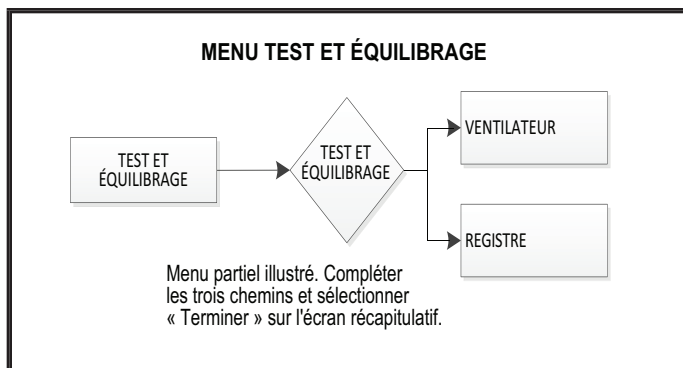 MENU TEST ET ÉQUILIBRAGE
TEST ET
ÉQUILIBRAGE
TEST ET
ÉQUILIBRAGE
VENTILATEUR
REGISTRE
Menu partiel illustré. Compléter
les trois chemins et sélectionner
« Terminer » sur l'écran récapitulatif.